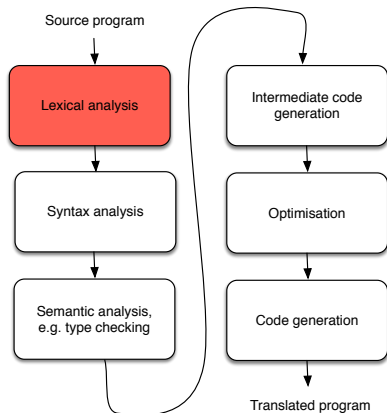 Source program
Lexical analysis
Syntax analysis
Semantic analysis,
e.g. type checking
Intermediate code
generation
Optimisation
Code generation
Translated program